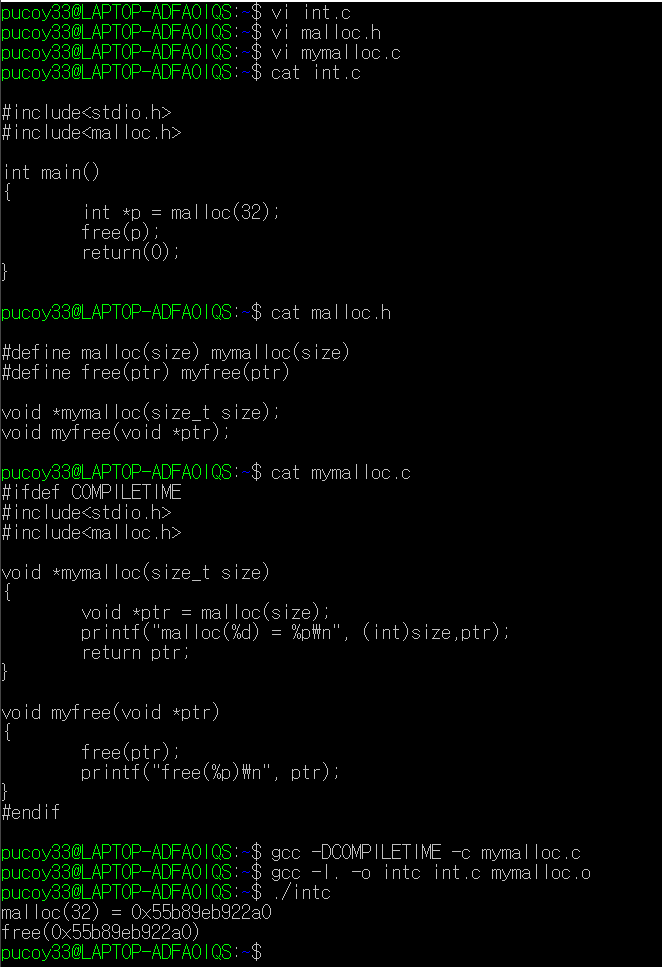 pucoy33@LAPTOP-ADFAOIQS:~$ vi int.c
pucoy33@LAPTOP-ADFAOIQS:~$ vi malloc.h
pucoy33@LAPTOP-ADFAOIQS:~$ vi mymalloc.c
pucoy33@LAPTOP-ADFAOIQS:~$ cat int.c
#include<stdio.h>
#include<malloc.h>
int main()
{
int *p = malloc(32);
free(p);
return(0);
}
pucoy33@LAPTOP-ADFAOIQS:~$ cat malloc.h
#define malloc(size) mymalloc(size)
#define free(ptr) myfree(ptr)
void *mymalloc(size_t size);
void myfree(void *ptr);
pucoy33@LAPTOP-ADFAOIQS:~$ cat mymalloc.c
#ifdef COMPILETIME
#include<stdio.h>
#include<malloc.h>
void *mymalloc(size_t size)
{
void *ptr = malloc(size);
printf("malloc(%d) = %p₩n", (int)size,ptr);
return ptr;
}
void myfree(void *ptr)
{
free(ptr);
printf("free(%p)₩n", ptr);
}
#endif
pucoy33@LAPTOP-ADFAOIQS:~$ gcc -DCOMPILETIME -c mymalloc.c
pucoy33@LAPTOP-ADFAOIQS:~$ gcc -I. -o intc int.c mymalloc.o
pucoy33@LAPTOP-ADFAOIQS:~$ ./intc
malloc(32) = 0x55b89eb922a0
free(0x55b89eb922a0)
pucoy33@LAPTOP-ADFAOIQS:~$